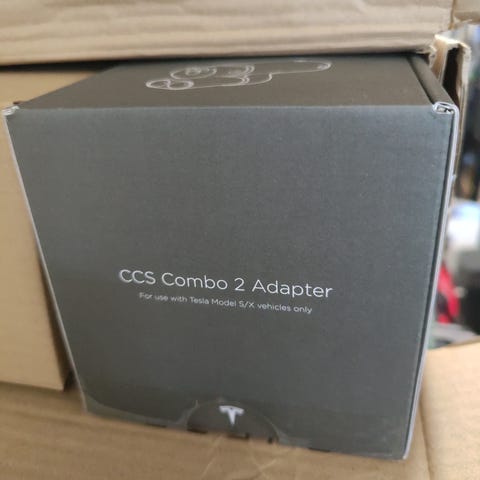 CCS Combo 2 Adapter
For use with Tesla Model S/X vehicles only